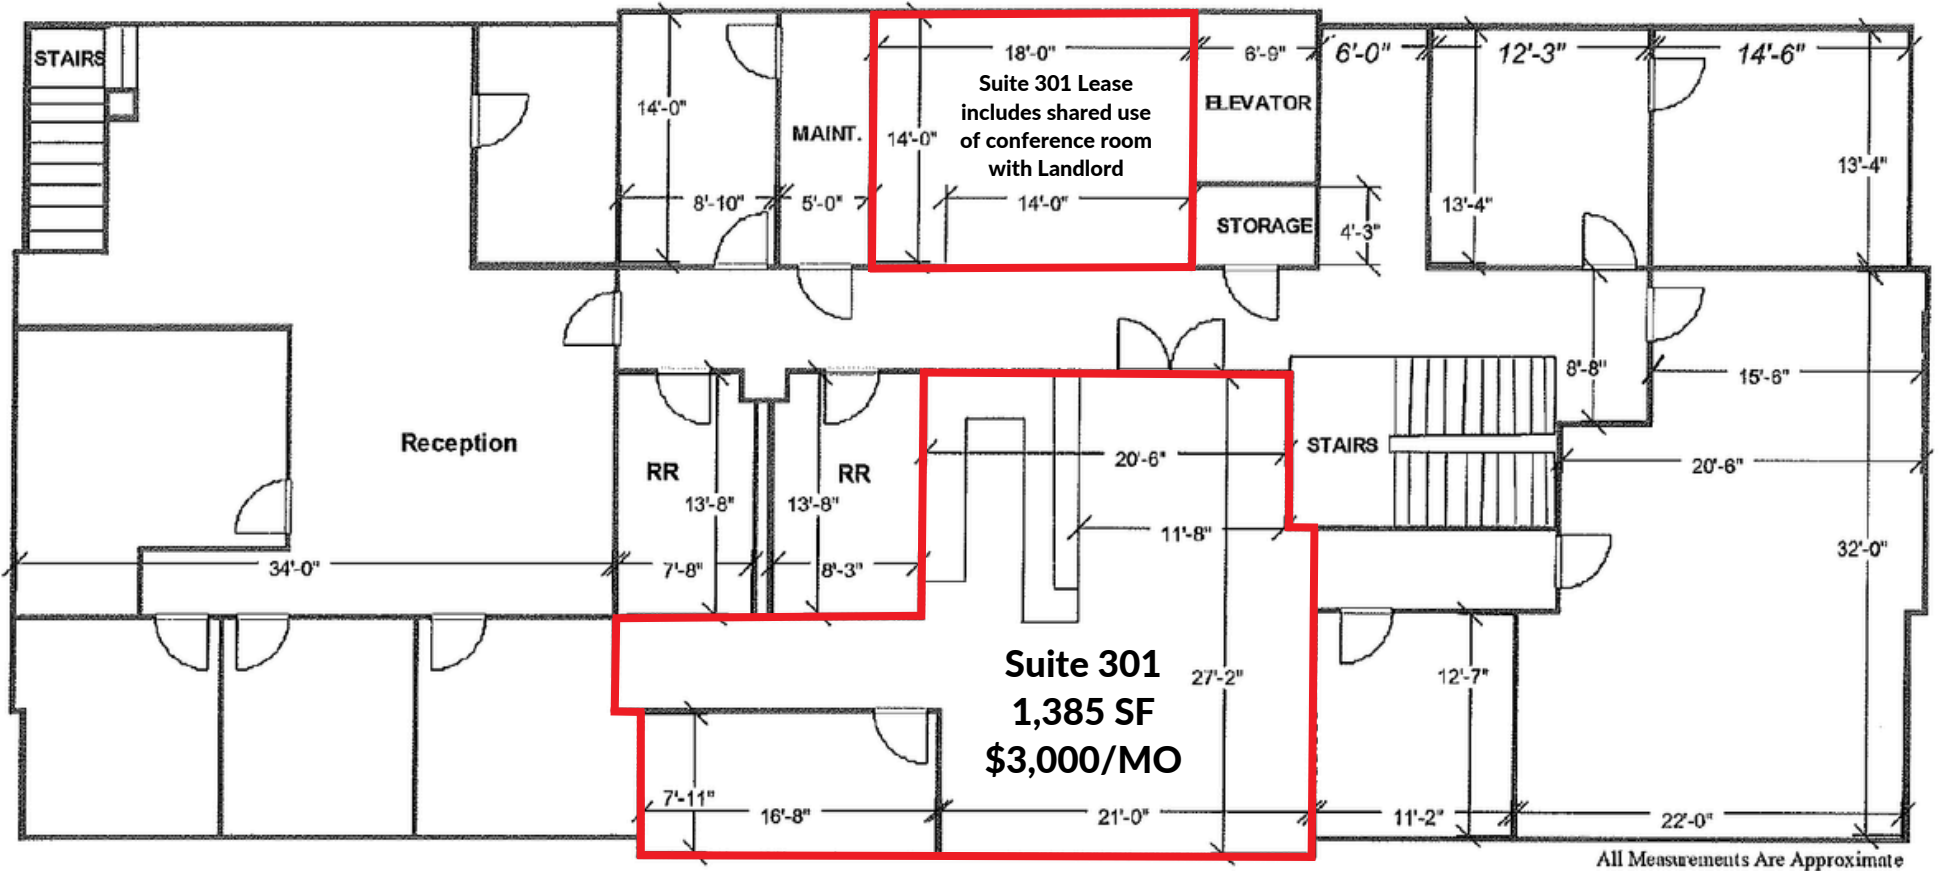 STAIRS
18'-0"
6'-9"
6'-0"
12'-3"
14'-6"
Suite 301 Lease
includes shared use
of conference room
with Landlord
14'-0"
MAINT.
14'-0"
ELEVATOR
13'-4"
8'-10"
5'-0"
14'-0"
STORAGE
4'-3"
13'-4"
8'-8"
15'-6"
Reception
RR
RR
20'-6"
STAIRS
20'-6"
13'-8"
13'-8"
11'-8"
32'-0"
34'-0"
7'-8"
8'-3"
Suite 301
1,385 SF
$3,000/MO
27'-2"
12'-7"
7'-11"
16'-8"
21'-0"
11'-2"
22'-0"
All Measurements Are Approximate